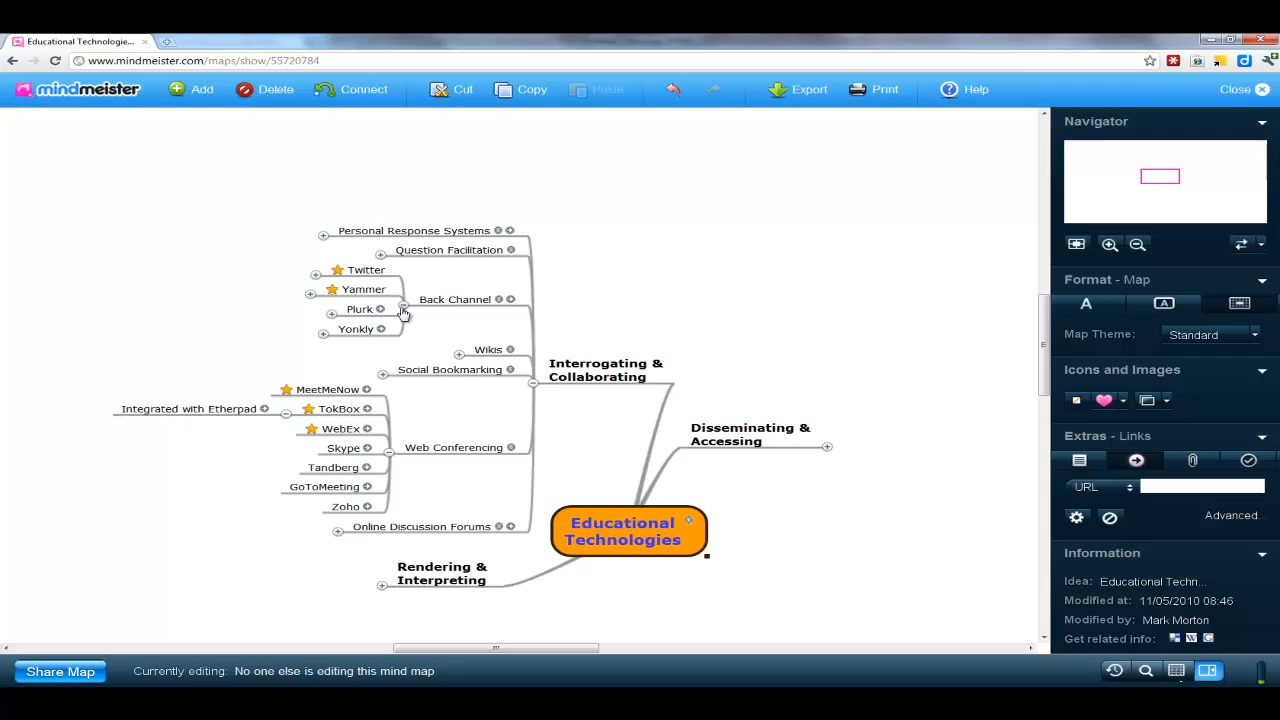 Educational Technologie...
www.mindmeister.com/maps/show/55720784
mindmeister
Add
Delete
Connect
Cut
Copy
Paste
Export
Print
Help
Close
Personal Response Systems
Question Facilitation
Twitter
Yammer
Back Channel
Plurk
Yonkly
Wikis
Social Bookmarking
MeetMeNow
Integrated with Etherpad
TokBox
WebEx
Skype
Web Conferencing
Tandberg
GoToMeeting
Zoho
Online Discussion Forums
Interrogating &
Collaborating
Disseminating &
Accessing
Educational
Technologies
Rendering &
Interpreting
Navigator
Format - Map
A
A
Map Theme:
Standard
Icons and Images
Extras - Links
URL
Advanced...
Information
Idea: Educational Techn...
Modified at: 11/05/2010 08:46
Modified by: Mark Morton
Get related info:
W
Share Map
Currently editing: No one else is editing this mind map